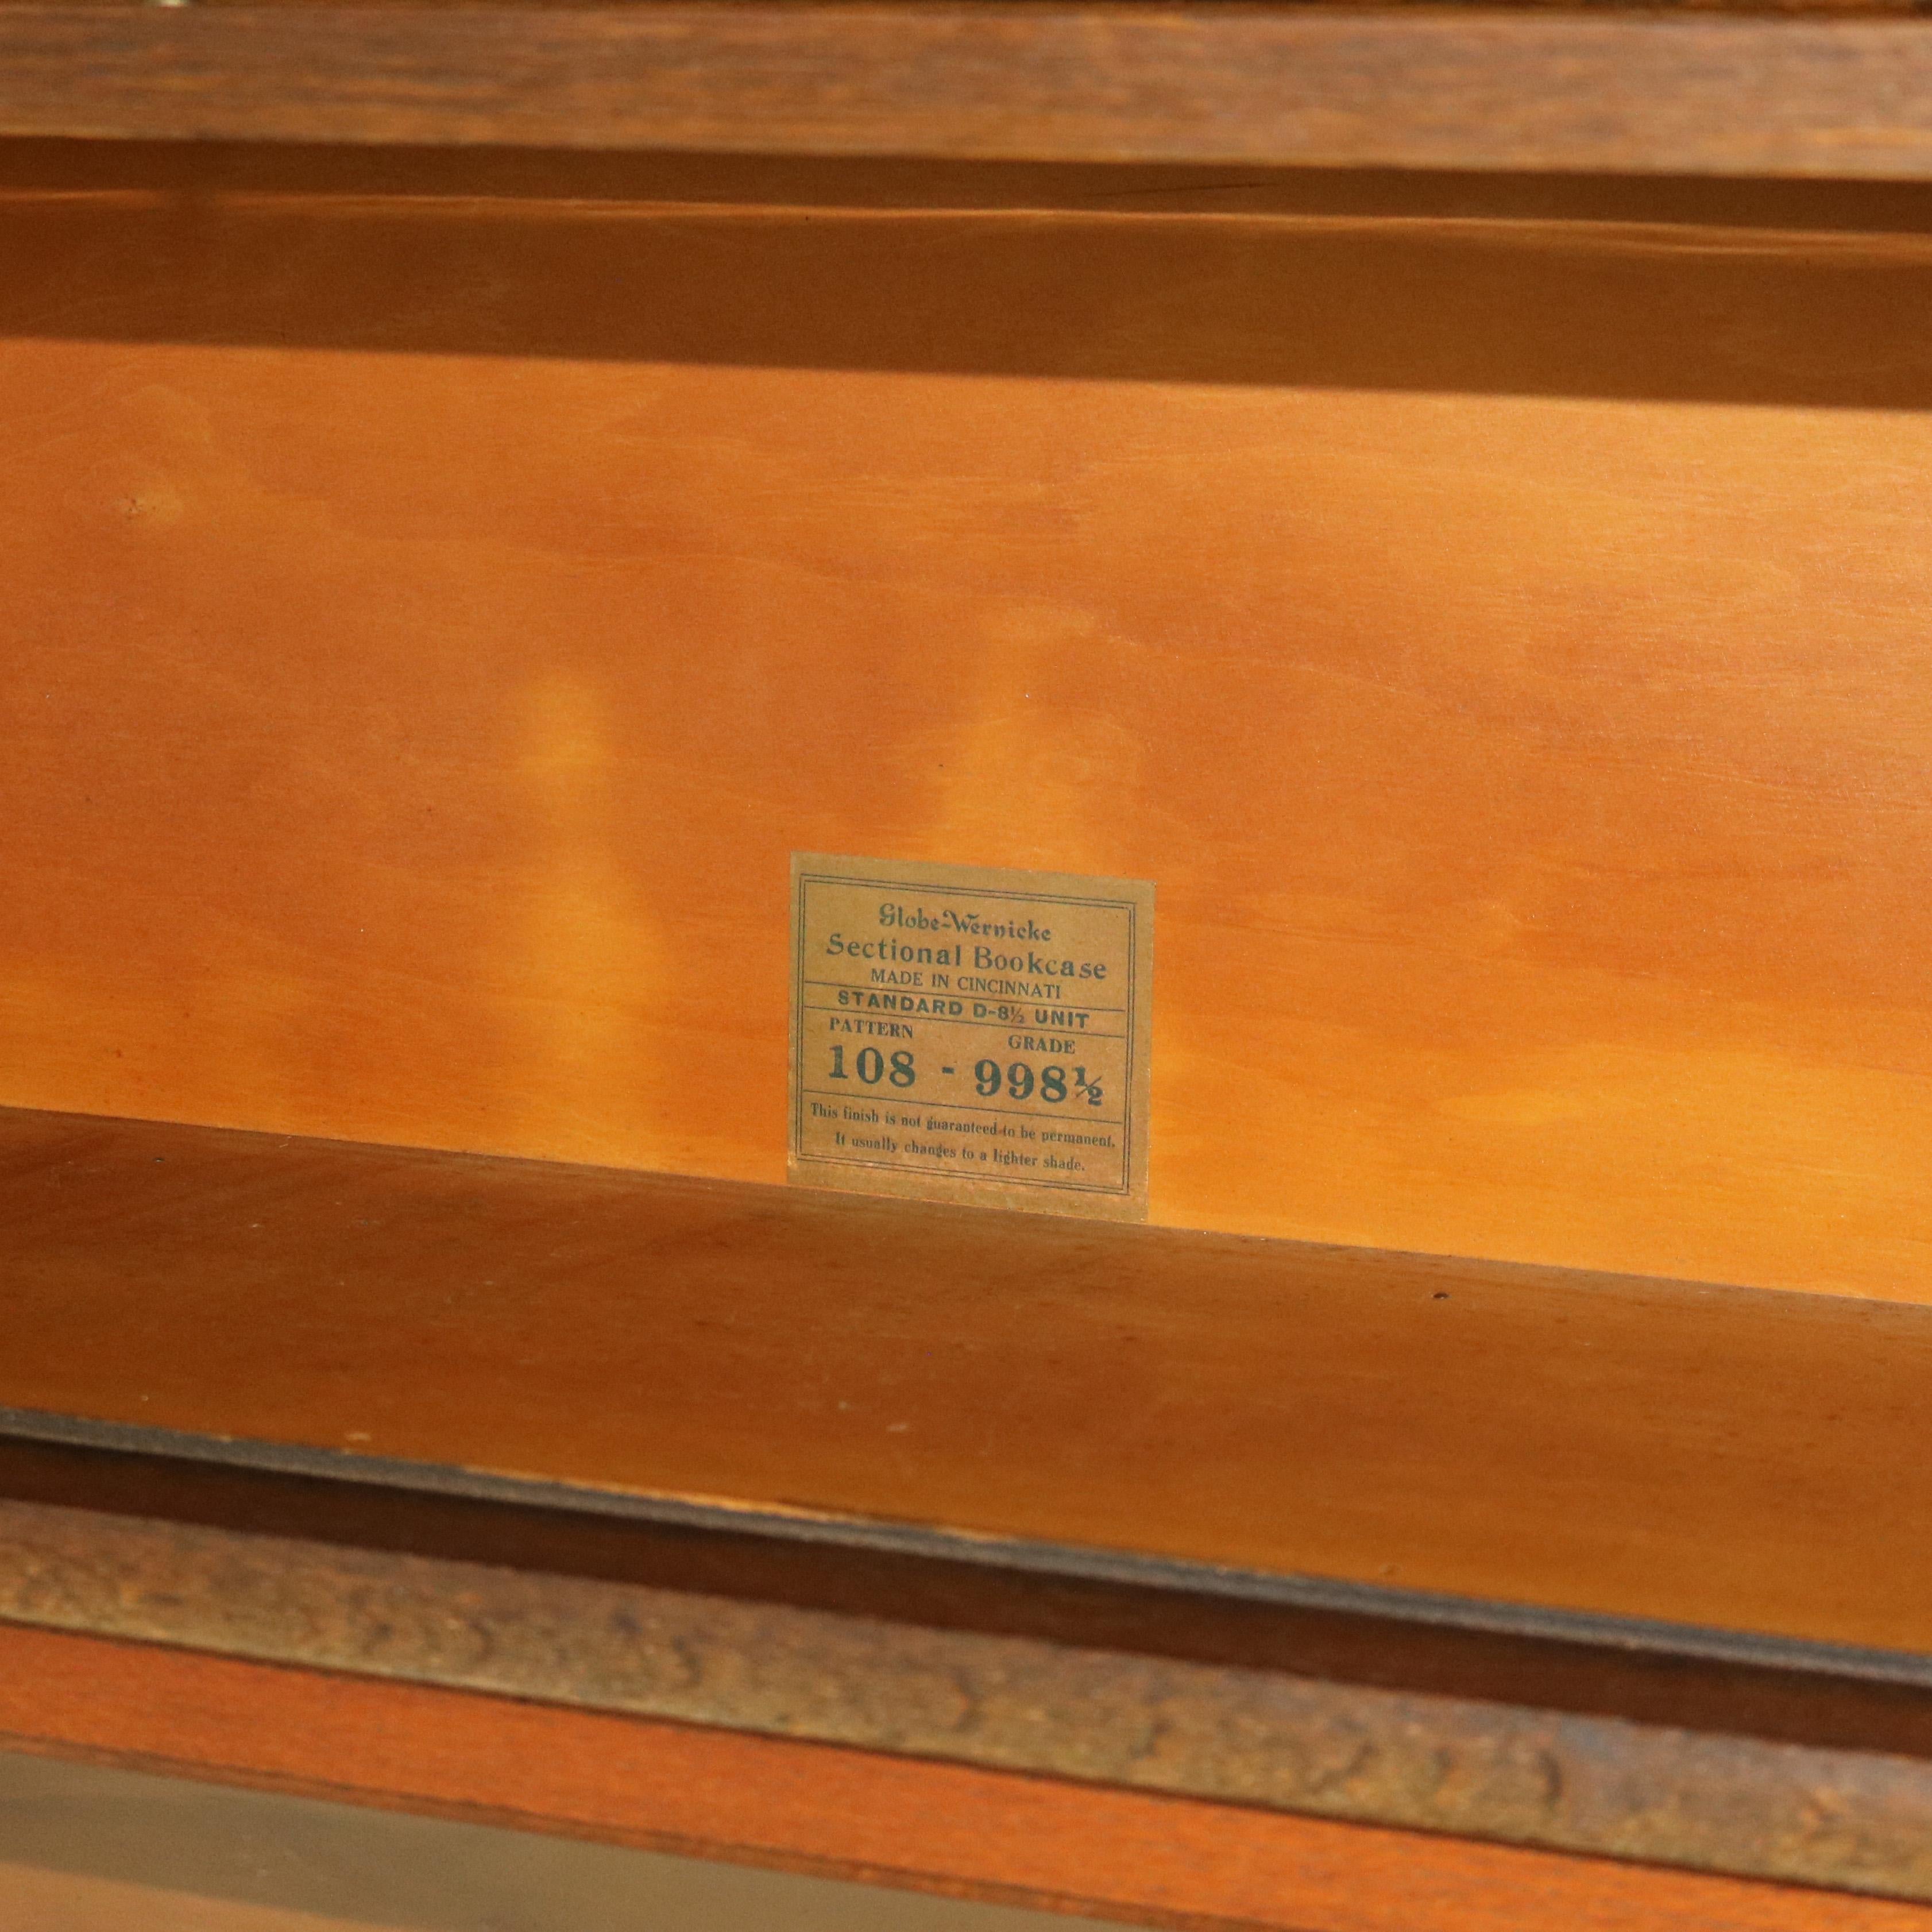 Globe-Wernicke
Sectional Bookcase
MADE IN CINCINNATI
STANDARD D-8½ UNIT
PATTERN GRADE
108 - 998½
This finish is not guaranteed to be permanent.
It usually changes to a lighter shade.